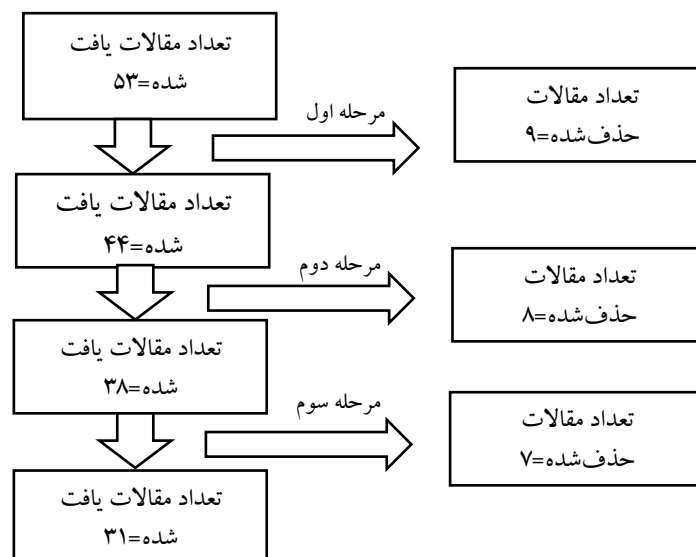 تعداد مقالات یافت
شده=۵۳
مرحله اول
تعداد مقالات
حذف‌شده=۹
تعداد مقالات یافت
شده=۴۴
مرحله دوم
تعداد مقالات
حذف‌شده=۸
تعداد مقالات یافت
شده=۳۸
مرحله سوم
تعداد مقالات
حذف‌شده=۷
تعداد مقالات یافت
شده=۳۱